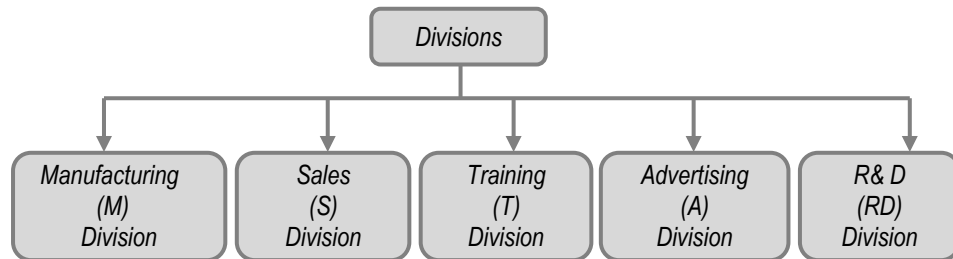 Divisions
Manufacturing
(M)
Division
Sales
(S)
Division
Training
(T)
Division
Advertising
(A)
Division
R& D
(RD)
Division